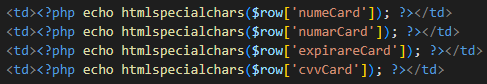 <td><?php echo htmlspecialchars($row['numeCard']); ?></td>
<td><?php echo htmlspecialchars($row['numarCard']); ?></td>
<td><?php echo htmlspecialchars($row['expirareCard']); ?></td>
<td><?php echo htmlspecialchars($row['cvvCard']); ?></td>